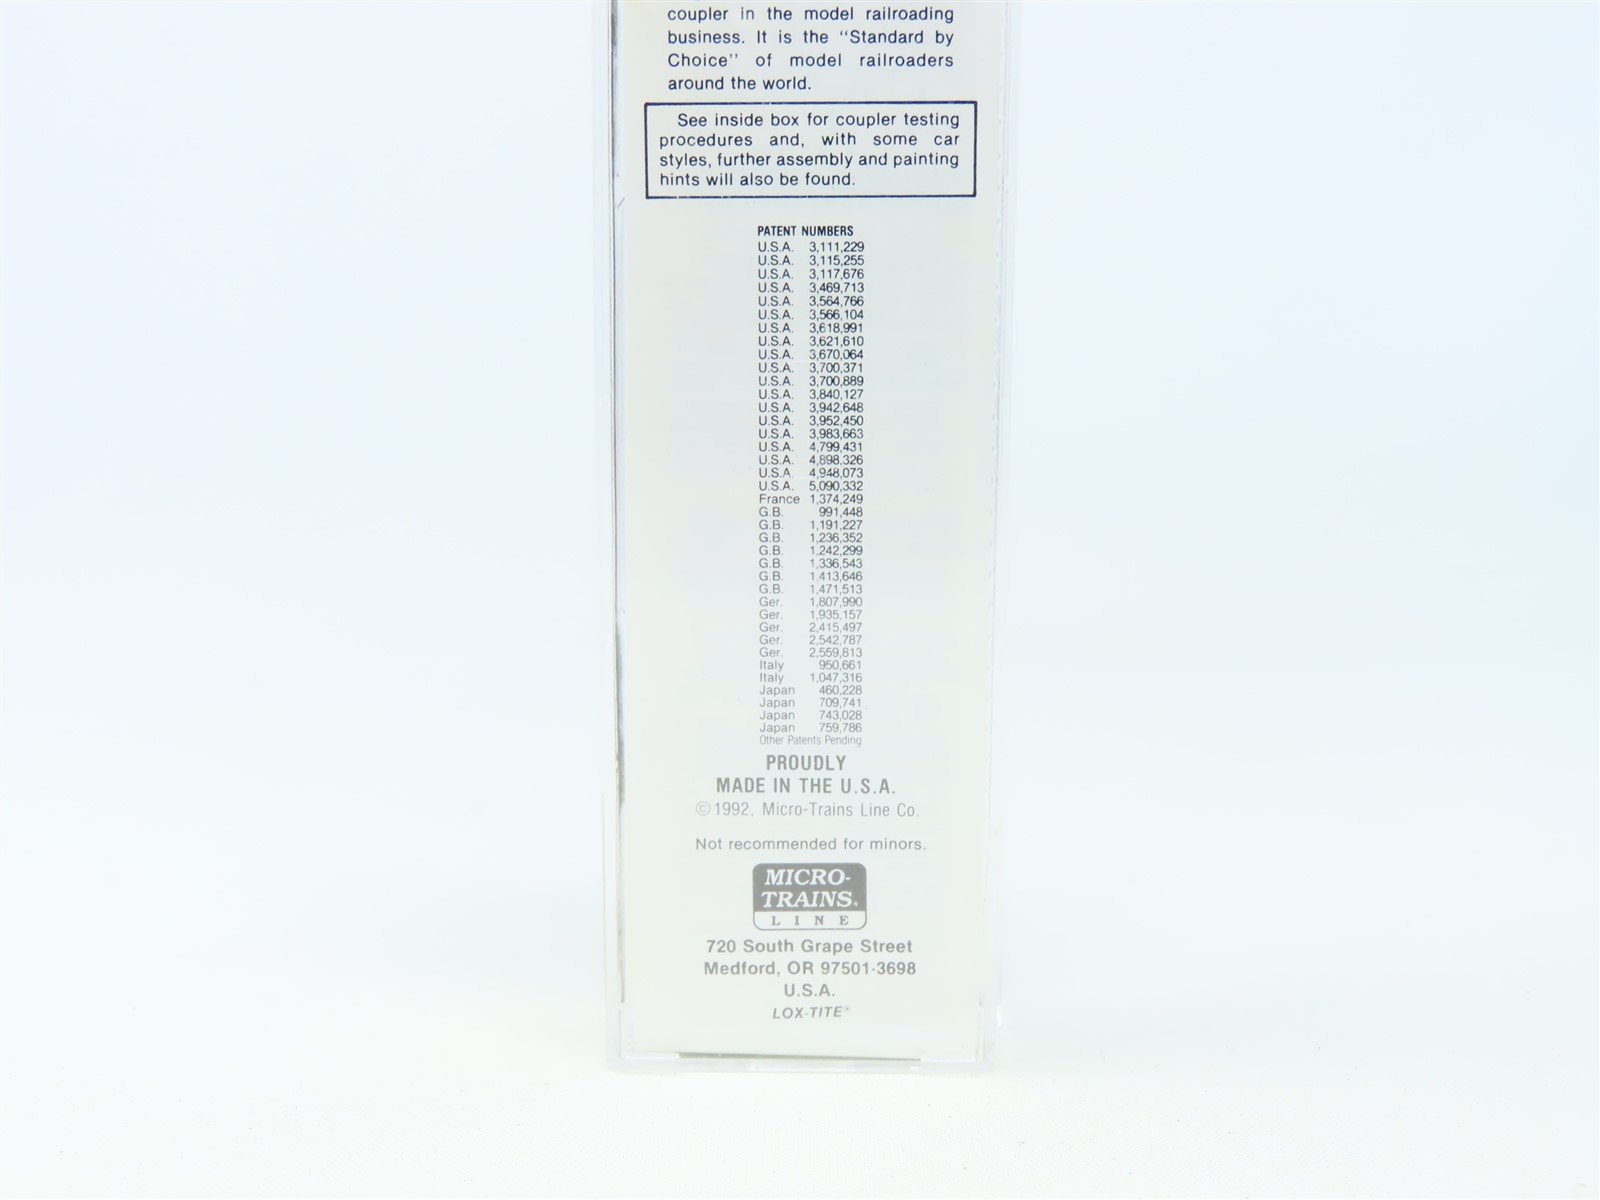 coupler in the model railroading
business. It is the "Standard by
Choice" of model railroaders
around the world.
See inside box for coupler testing
procedures and, with some car
styles, further assembly and painting
hints will also be found.
PATENT NUMBERS
U.S.A. 3,111,229
U.S.A. 3,115,255
U.S.A. 3,117,676
U.S.A. 3,469,713
U.S.A. 3,564,766
U.S.A. 3,566,104
U.S.A. 3,618,991
U.S.A. 3,621,610
U.S.A. 3,670,064
U.S.A. 3,700,371
U.S.A. 3,700,889
U.S.A. 3,840,127
U.S.A. 3,942,648
U.S.A. 3,952,450
U.S.A. 3,983,663
U.S.A. 4,799,431
U.S.A. 4,898,326
U.S.A. 4,948,073
U.S.A. 5,090,332
France 1,374,249
G.B. 991,448
G.B. 1,191,227
G.B. 1,236,352
G.B. 1,242,299
G.B. 1,336,543
G.B. 1,413,646
G.B. 1,471,513
Ger. 1,807,990
Ger. 1,935,157
Ger. 2,415,497
Ger. 2,542,787
Ger. 2,559,813
Italy 950,661
Italy 1,047,316
Japan 460,228
Japan 709,741
Japan 743,028
Japan 759,786
Other Patents Pending
PROUDLY
MADE IN THE U.S.A.
©1992, Micro-Trains Line Co.
Not recommended for minors.
MICRO-
TRAINS®
LINE
720 South Grape Street
Medford, OR 97501-3698
U.S.A.
LOX-TITE®